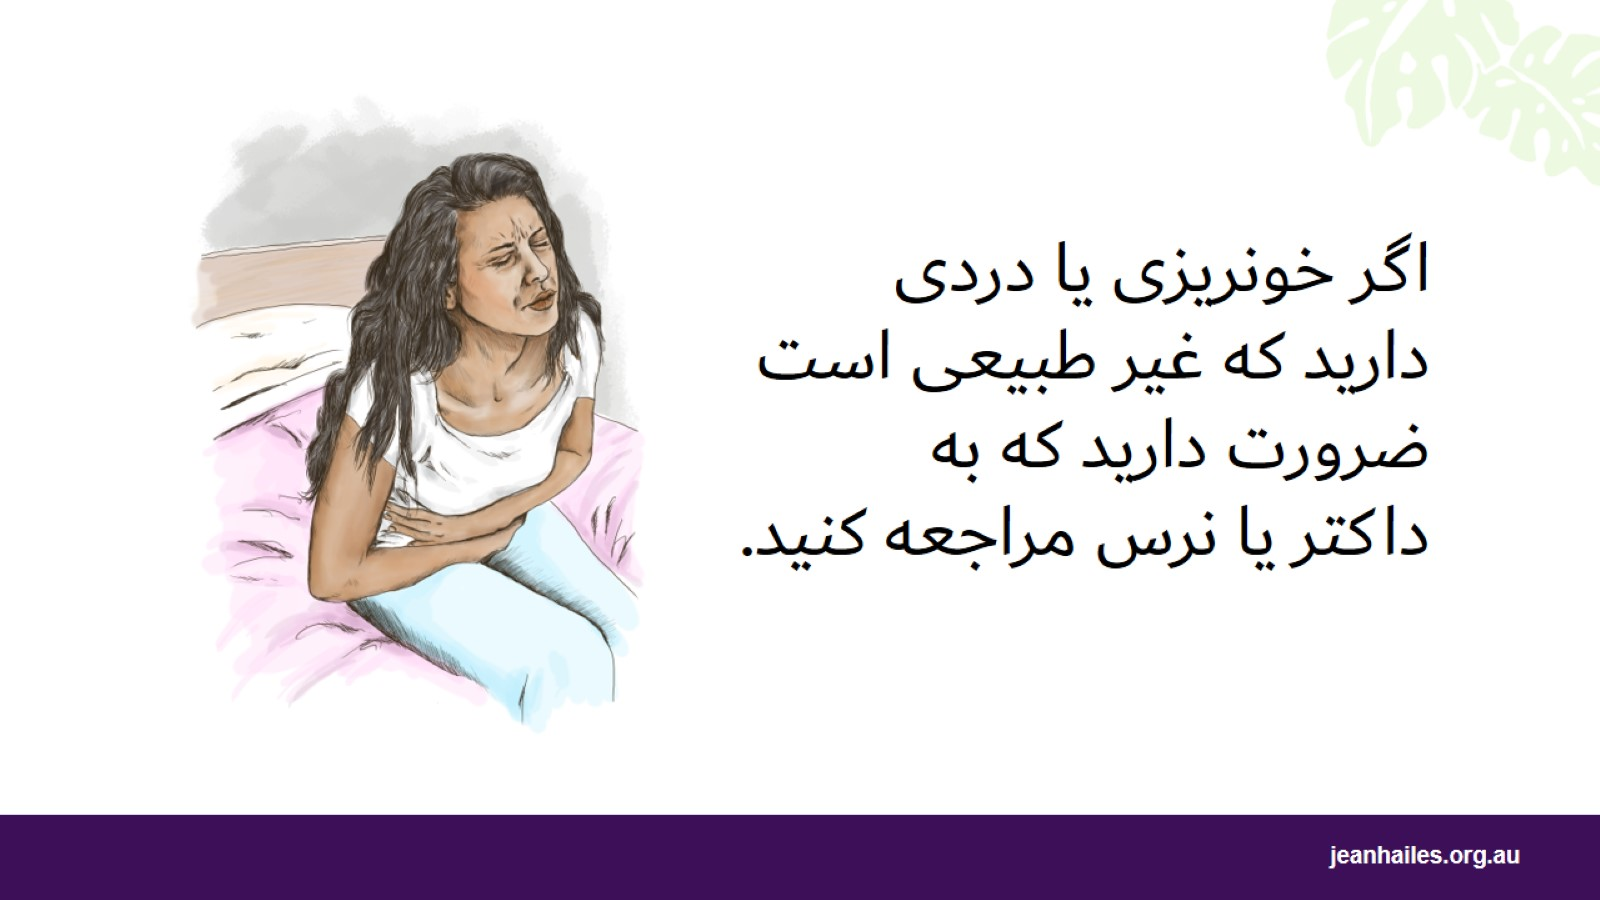 اگر خونریزی یا دردی
دارید که غیر طبیعی است
ضرورت دارید که به
داکتر یا نرس مراجعه کنید.
jeanhailes.org.au